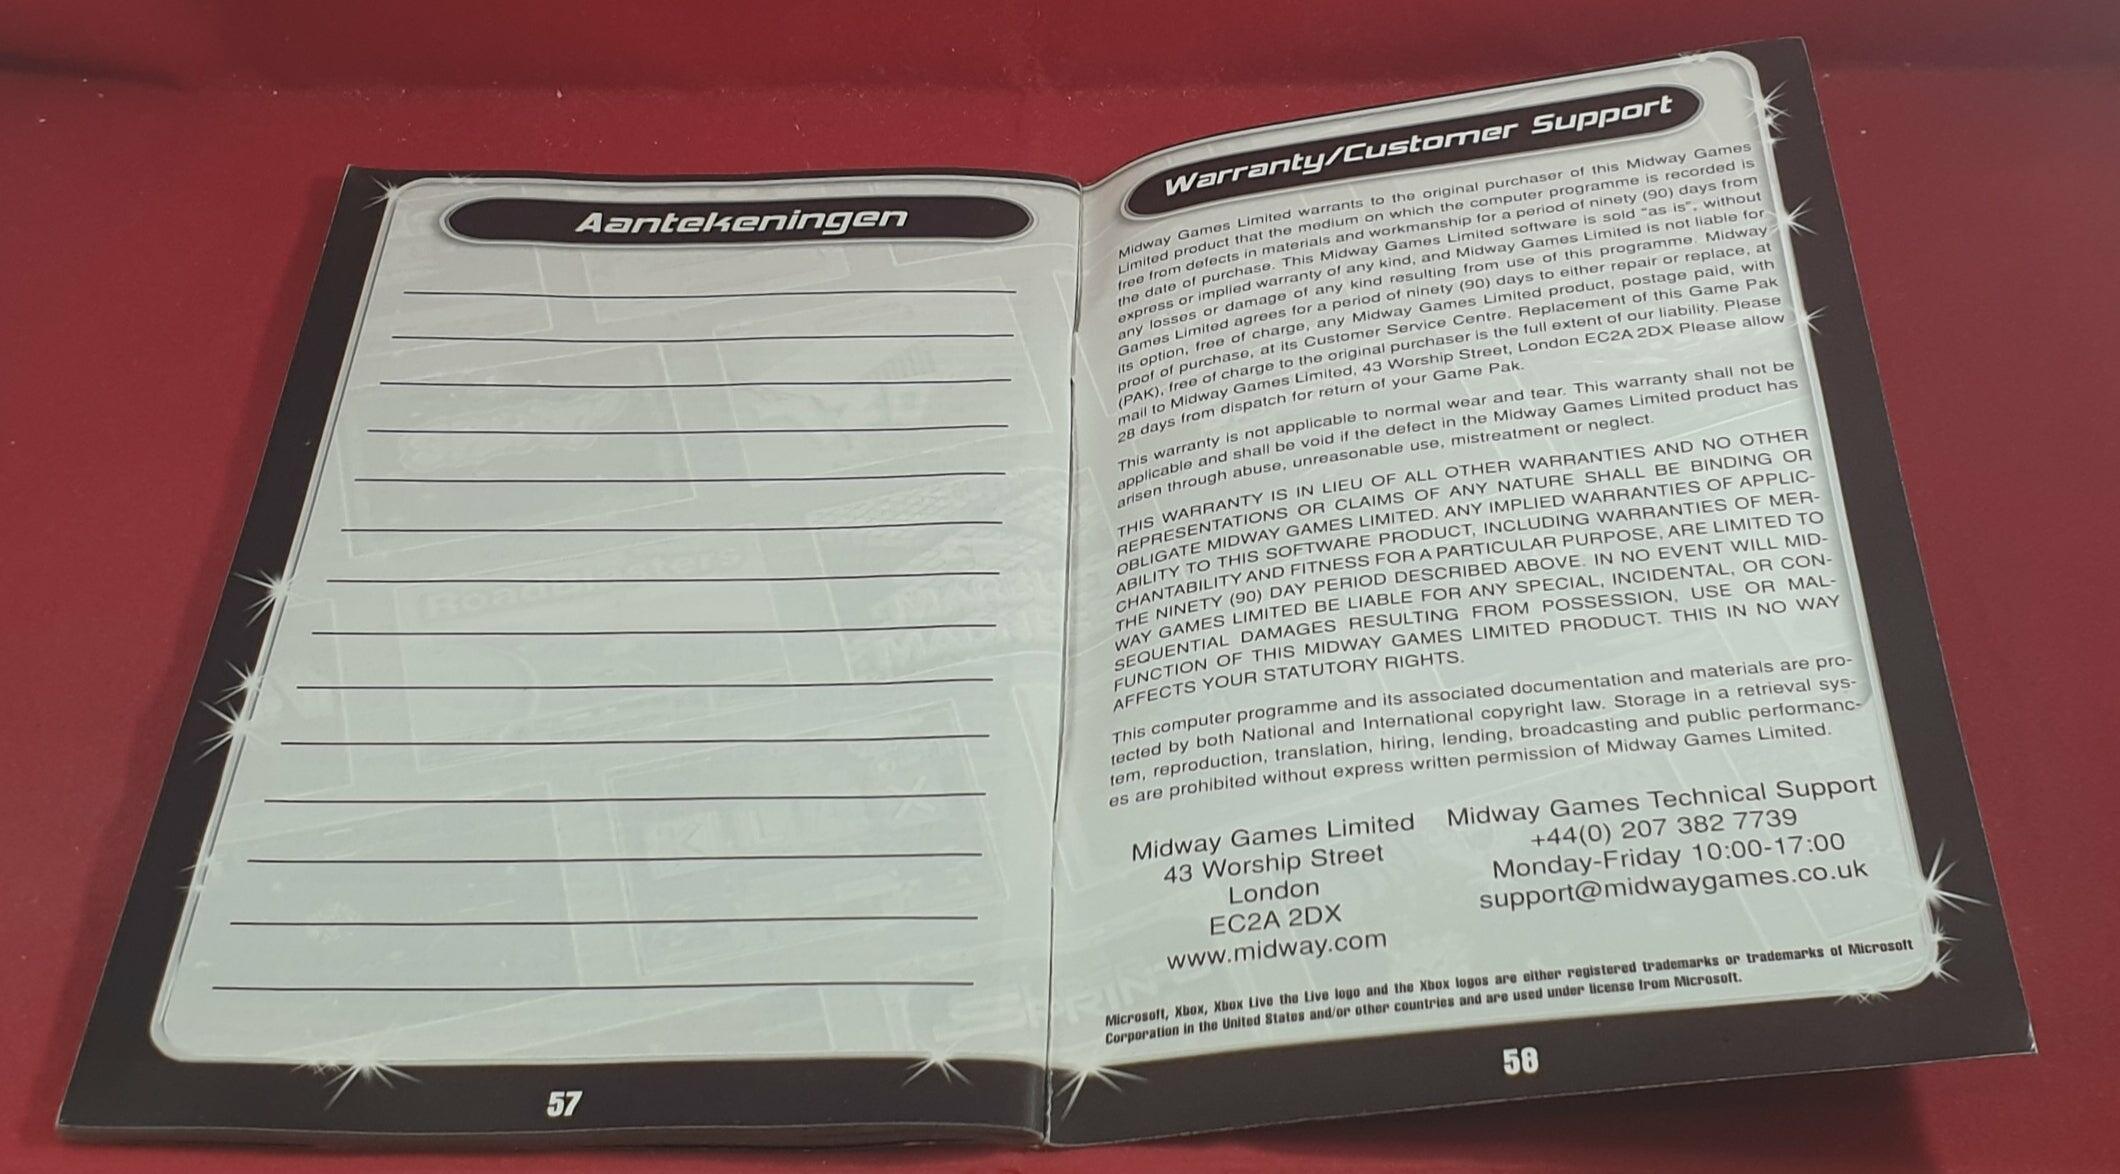 Aantekeningen
RoadBlasters
MARBLE
MADNESS
KLAX
SPRINT
57
Warranty/Customer Support
Midway Games Limited warrants to the original purchaser of this Midway Games
Limited product that the medium on which the computer programme is recorded is
free from defects in materials and workmanship for a period of ninety (90) days from
the date of purchase. This Midway Games Limited software is sold "as is", without
express or implied warranty of any kind, and Midway Games Limited is not liable for
any losses or damage of any kind resulting from use of this programme. Midway
Games Limited agrees for a period of ninety (90) days to either repair or replace, at
its option, free of charge, any Midway Games Limited product, postage paid, with
proof of purchase, at its Customer Service Centre. Replacement of this Game Pak
(PAK), free of charge to the original purchaser is the full extent of our liability. Please
mail to Midway Games Limited, 43 Worship Street, London EC2A 2DX Please allow
28 days from dispatch for return of your Game Pak.
This warranty is not applicable to normal wear and tear. This warranty shall not be
applicable and shall be void if the defect in the Midway Games Limited product has
arisen through abuse, unreasonable use, mistreatment or neglect.
THIS WARRANTY IS IN LIEU OF ALL OTHER WARRANTIES AND NO OTHER
REPRESENTATIONS OR CLAIMS OF ANY NATURE SHALL BE BINDING OR
OBLIGATE MIDWAY GAMES LIMITED. ANY IMPLIED WARRANTIES OF APPLIC-
ABILITY TO THIS SOFTWARE PRODUCT, INCLUDING WARRANTIES OF MER-
CHANTABILITY AND FITNESS FOR A PARTICULAR PURPOSE, ARE LIMITED TO
THE NINETY (90) DAY PERIOD DESCRIBED ABOVE. IN NO EVENT WILL MID-
WAY GAMES LIMITED BE LIABLE FOR ANY SPECIAL, INCIDENTAL, OR CON-
SEQUENTIAL DAMAGES RESULTING FROM POSSESSION, USE OR MAL-
FUNCTION OF THIS MIDWAY GAMES LIMITED PRODUCT. THIS IN NO WAY
AFFECTS YOUR STATUTORY RIGHTS.
This computer programme and its associated documentation and materials are pro-
tected by both National and International copyright law. Storage in a retrieval sys-
tem, reproduction, translation, hiring, lending, broadcasting and public performanc-
es are prohibited without express written permission of Midway Games Limited.
Midway Games Limited
43 Worship Street
London
EC2A 2DX
www.midway.com
Midway Games Technical Support
+44(0) 207 382 7739
Monday-Friday 10:00-17:00
support@midwaygames.co.uk
Microsoft, Xbox, Xbox Live the Live logo and the Xbox logos are either registered trademarks or trademarks of Microsoft
Corporation in the United States and/or other countries and are used under license from Microsoft.
58